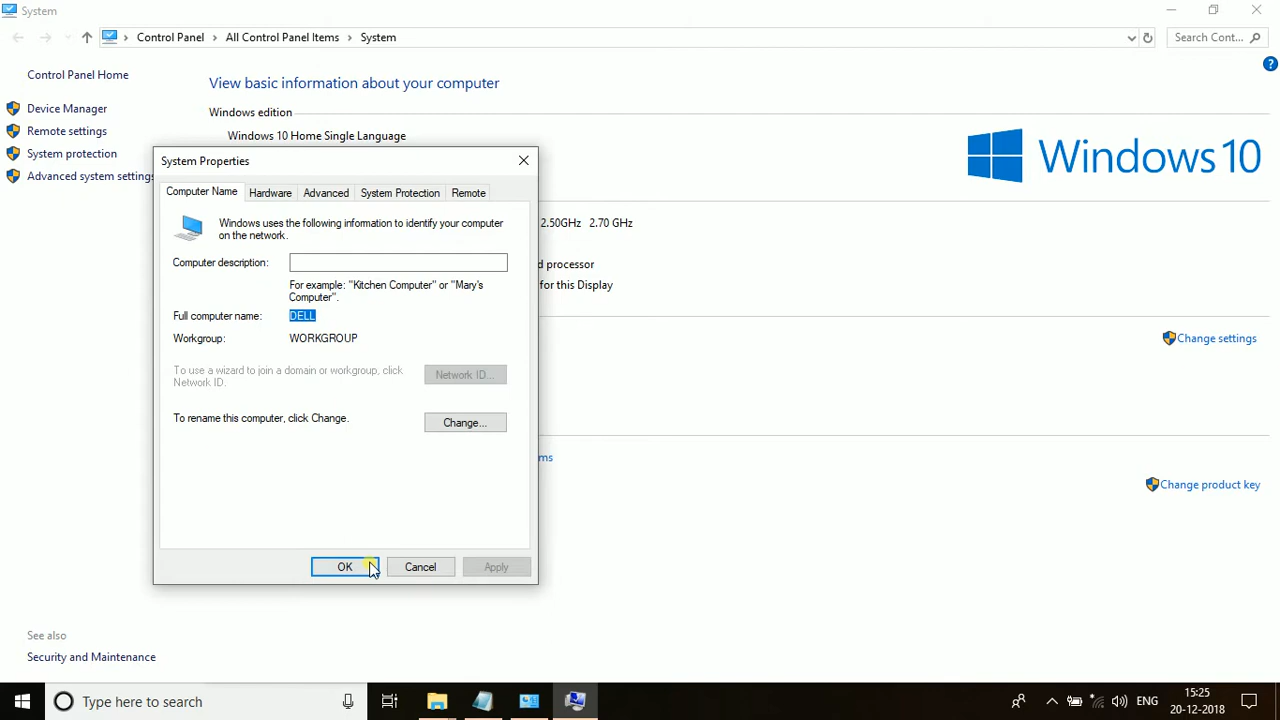 System
Control Panel > All Control Panel Items > System
Search Cont...
Control Panel Home
Device Manager
Remote settings
System protection
Advanced system settings
View basic information about your computer
Windows edition
Windows 10 Home Single Language
Windows 10
2.50GHz 2.70 GHz
d processor
for this Display
Change settings
ms
Change product key
System Properties
Computer Name
Hardware
Advanced
System Protection
Remote
Windows uses the following information to identify your computer
on the network.
Computer description:
For example: "Kitchen Computer" or "Mary's
Computer".
Full computer name: DELL
Workgroup: WORKGROUP
To use a wizard to join a domain or workgroup, click
Network ID.
Network ID...
To rename this computer, click Change.
Change...
OK
Cancel
Apply
See also
Security and Maintenance
Type here to search
ENG
15:25
20-12-2018